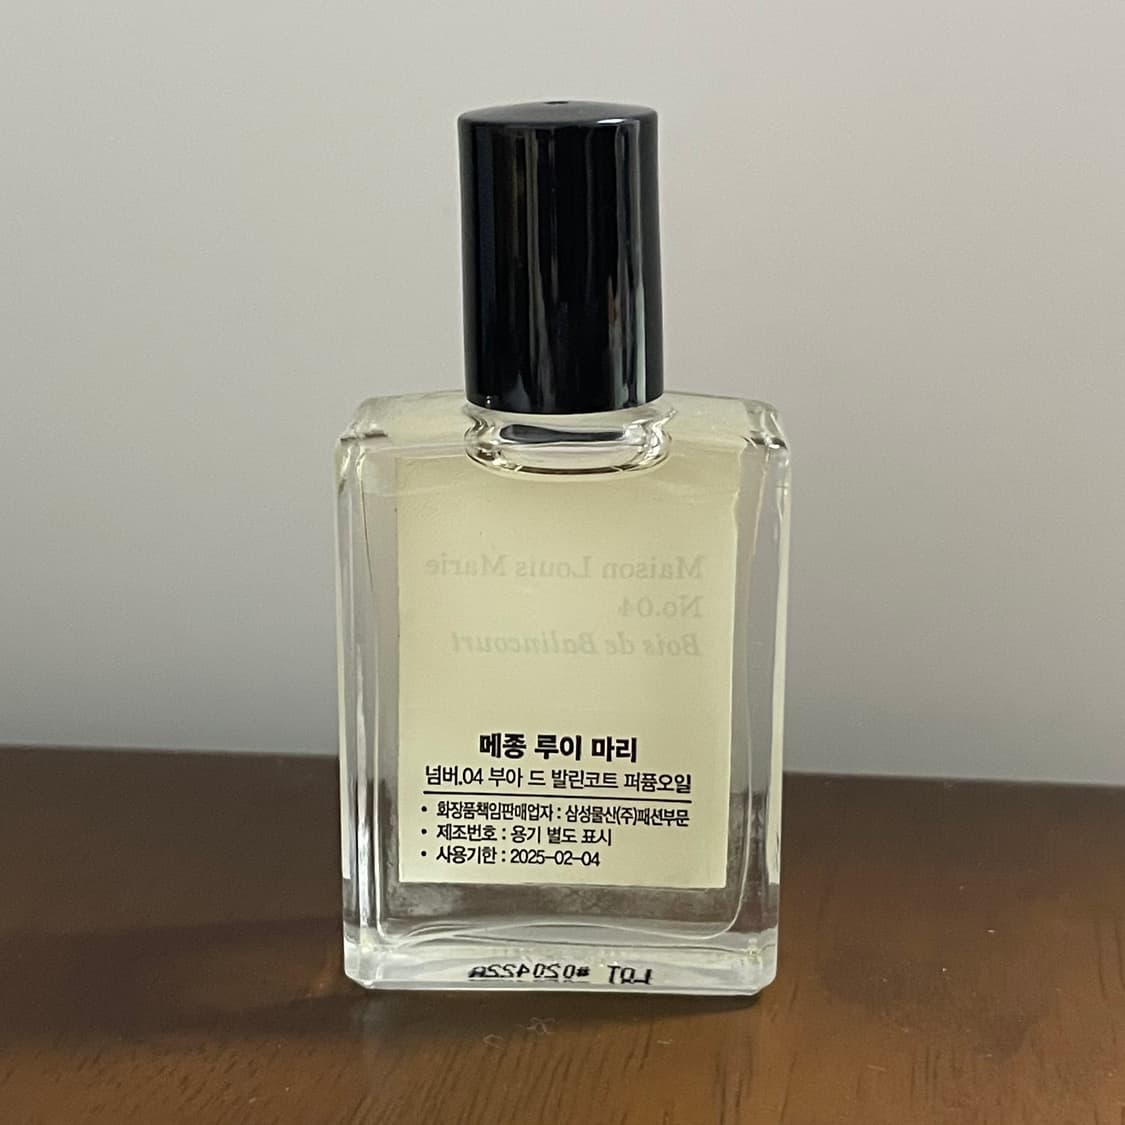 Maison Louis Marie
No.04
Bois de Balincourt
메종 루이 마리
넘버.04 부아 드 발린코트 퍼퓸오일
• 화장품책임판매업자 : 삼성물산(주)패션부문
• 제조번호 : 용기 별도 표시
• 사용기한 : 2025-02-04
LOT #020422A